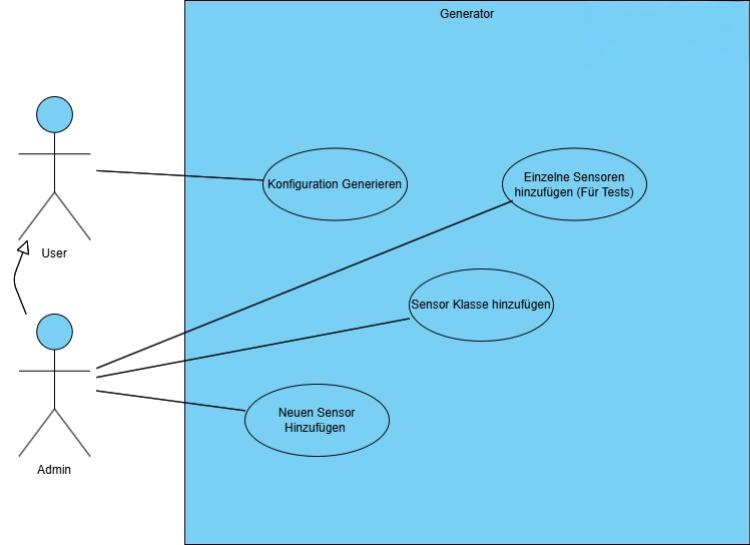 Generator
Einzelne Sensoren
hinzufügen (Für Tests)
Konfiguration Generieren
User
Sensor Klasse hinzufügen
Neuen Sensor
Hinzufügen
Admin